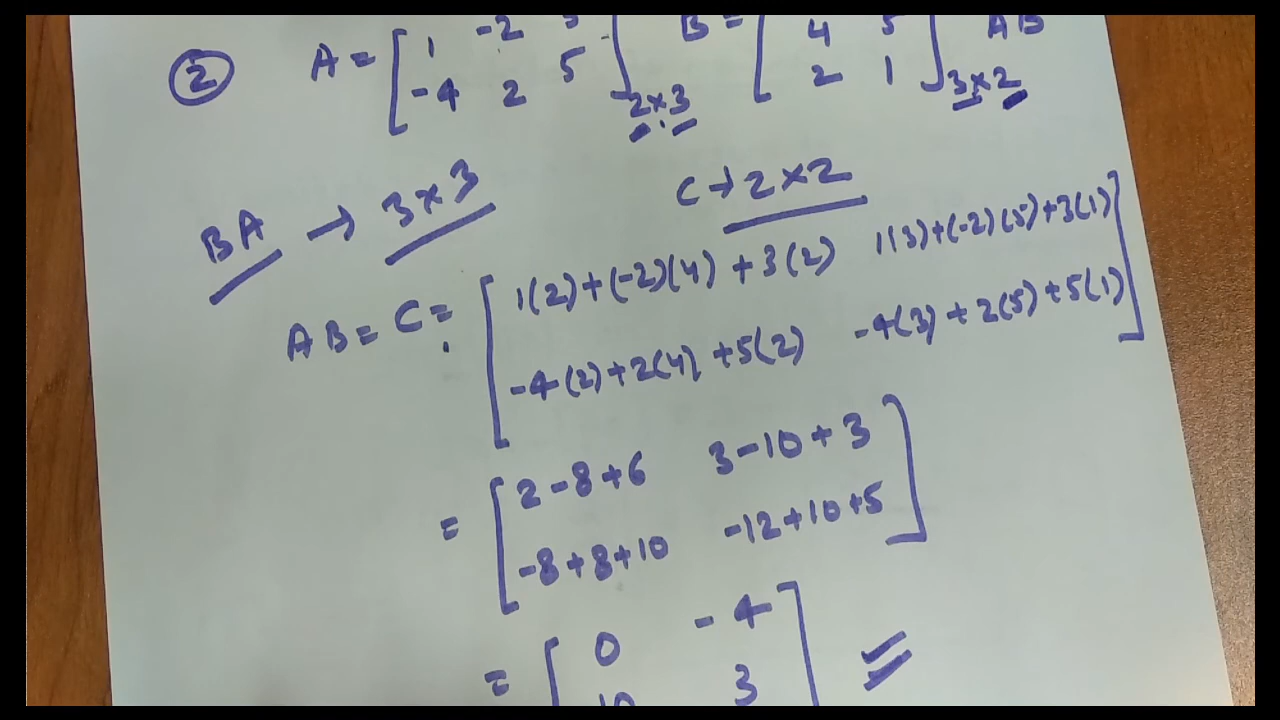 ② A = [ 1 -2 3 B = [ AB
-4 2 5 ] 2×3 4 5
2 1 ] 3×2
BA → 3×3 C → 2×2
AB = C = [ 1(2)+(-2)(4)+3(2) 1(3)+(-2)(5)+3(1)
-4(2)+2(4)+5(2) -4(3)+2(5)+5(1) ]
= [ 2-8+6 3-10+3
-8+8+10 -12+10+5 ]
= [ 0 -4
10 3 ]